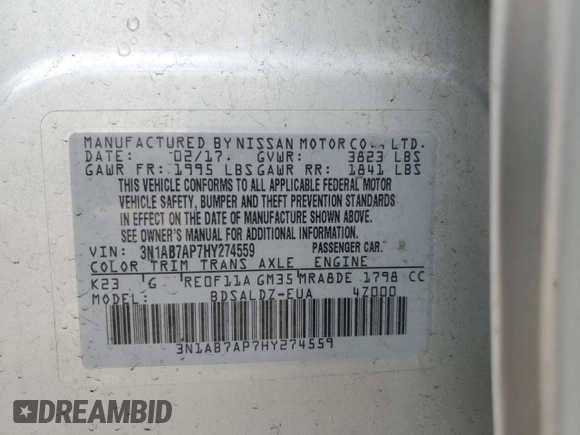 MANUFACTURED BY NISSAN MOTOR CO., LTD.
DATE: 02/17. GVWR: 3823 LBS
GAWR FR: 1995 LBS GAWR RR: 1841 LBS
THIS VEHICLE CONFORMS TO ALL APPLICABLE FEDERAL MOTOR
VEHICLE SAFETY, BUMPER AND THEFT PREVENTION STANDARDS
IN EFFECT ON THE DATE OF MANUFACTURE SHOWN ABOVE.
SEE OWNER'S MANUAL FOR ADDITIONAL INFORMATION.
VIN: 3N1AB7AP7HY274559 PASSENGER CAR.
COLOR TRIM TRANS AXLE ENGINE
K23 G RE0F11A GM35 MRA8DE 1798 CC
MODEL: BDSALDZ-EUA 4Z000
3N1AB7AP7HY274559
DREAMBID